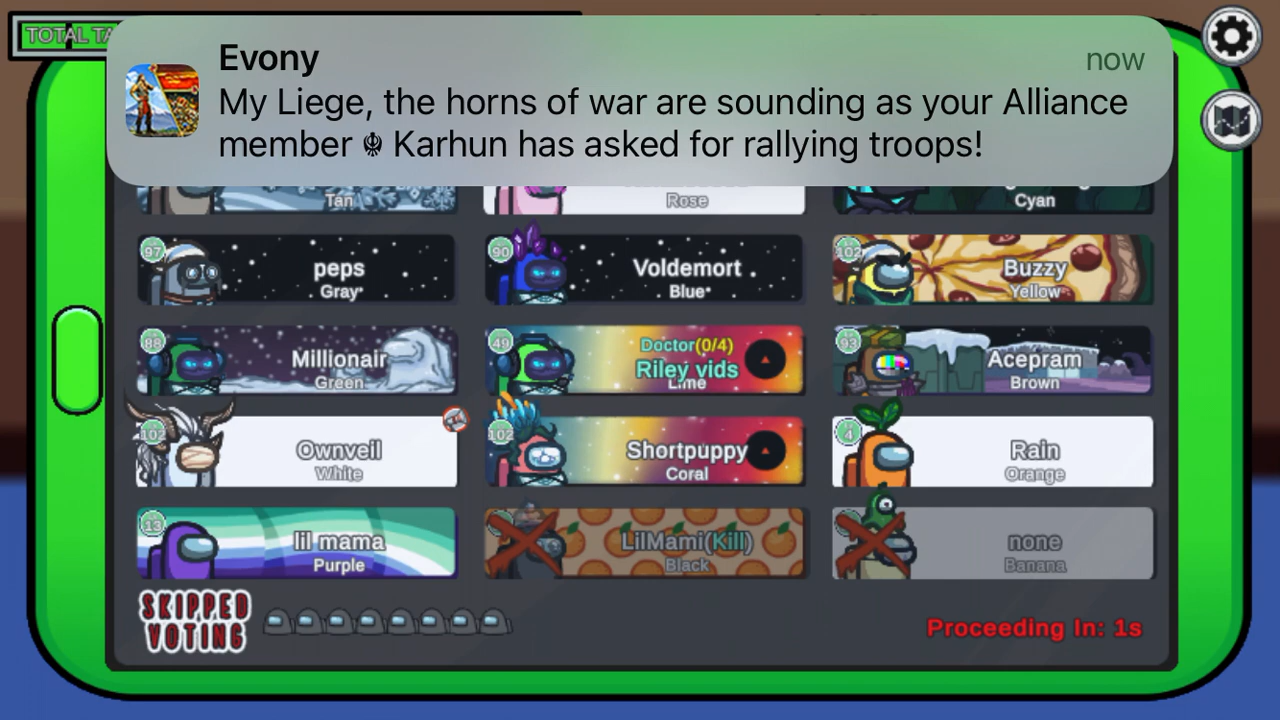 TOTAL TA
Evony
now
My Liege, the horns of war are sounding as your Alliance
member ☬ Karhun has asked for rallying troops!
Tan
Rose
Cyan
97
peps
Gray
90
Voldemort
Blue
102
Buzzy
Yellow
88
Millionair
Green
49
Doctor(0/4)
Riley vids
Lime
93
Acepram
Brown
102
Ownveil
White
102
Shortpuppy
Coral
4
Rain
Orange
13
lil mama
Purple
LilMami(Kill)
Black
none
Banana
SKIPPED
VOTING
Proceeding In: 1s